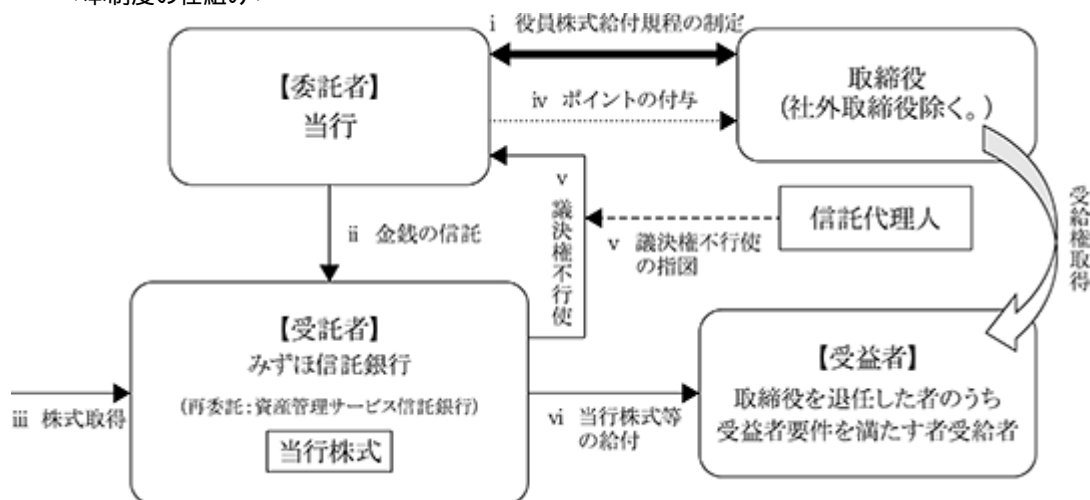 i 役員株式給付規程の制定
【委託者】
当行
iv ポイントの付与
取締役
(社外取締役除く。)
受給権取得
ii 金銭の信託
v 議決権不行使
v 議決権不行使
の指図
信託代理人
【受託者】
みずほ信託銀行
(再委託:資産管理サービス信託銀行)
当行株式
iii 株式取得
vi 当行株式等
の給付
【受益者】
取締役を退任した者のうち
受益者要件を満たす者受給者